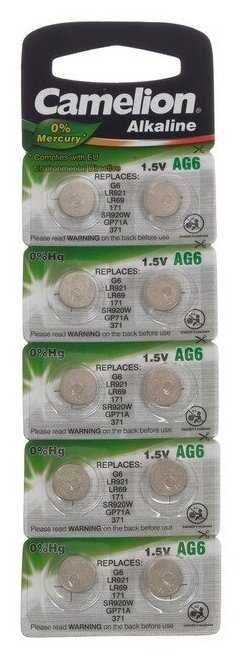 Camelion
0% Mercury
Alkaline
Complies with EU
Environmental Directive
1.5V AG6
REPLACES:
G6
LR921
LR69
171
SR920W
GP71A
371
Please read WARNING on the back before use
0%Hg
1.5V AG6
REPLACES:
G6
LR921
LR69
171
SR920W
GP71A
371
Please read WARNING on the back before use
0%Hg
1.5V AG6
REPLACES:
G6
LR921
LR69
171
SR920W
GP71A
371
Please read WARNING on the back before use
0%Hg
1.5V AG6
REPLACES:
G6
LR921
LR69
171
SR920W
GP71A
371
Please read WARNING on the back before use
0%Hg
1.5V AG6
REPLACES:
G6
LR921
LR69
171
SR920W
GP71A
371
Please read WARNING on the back before use